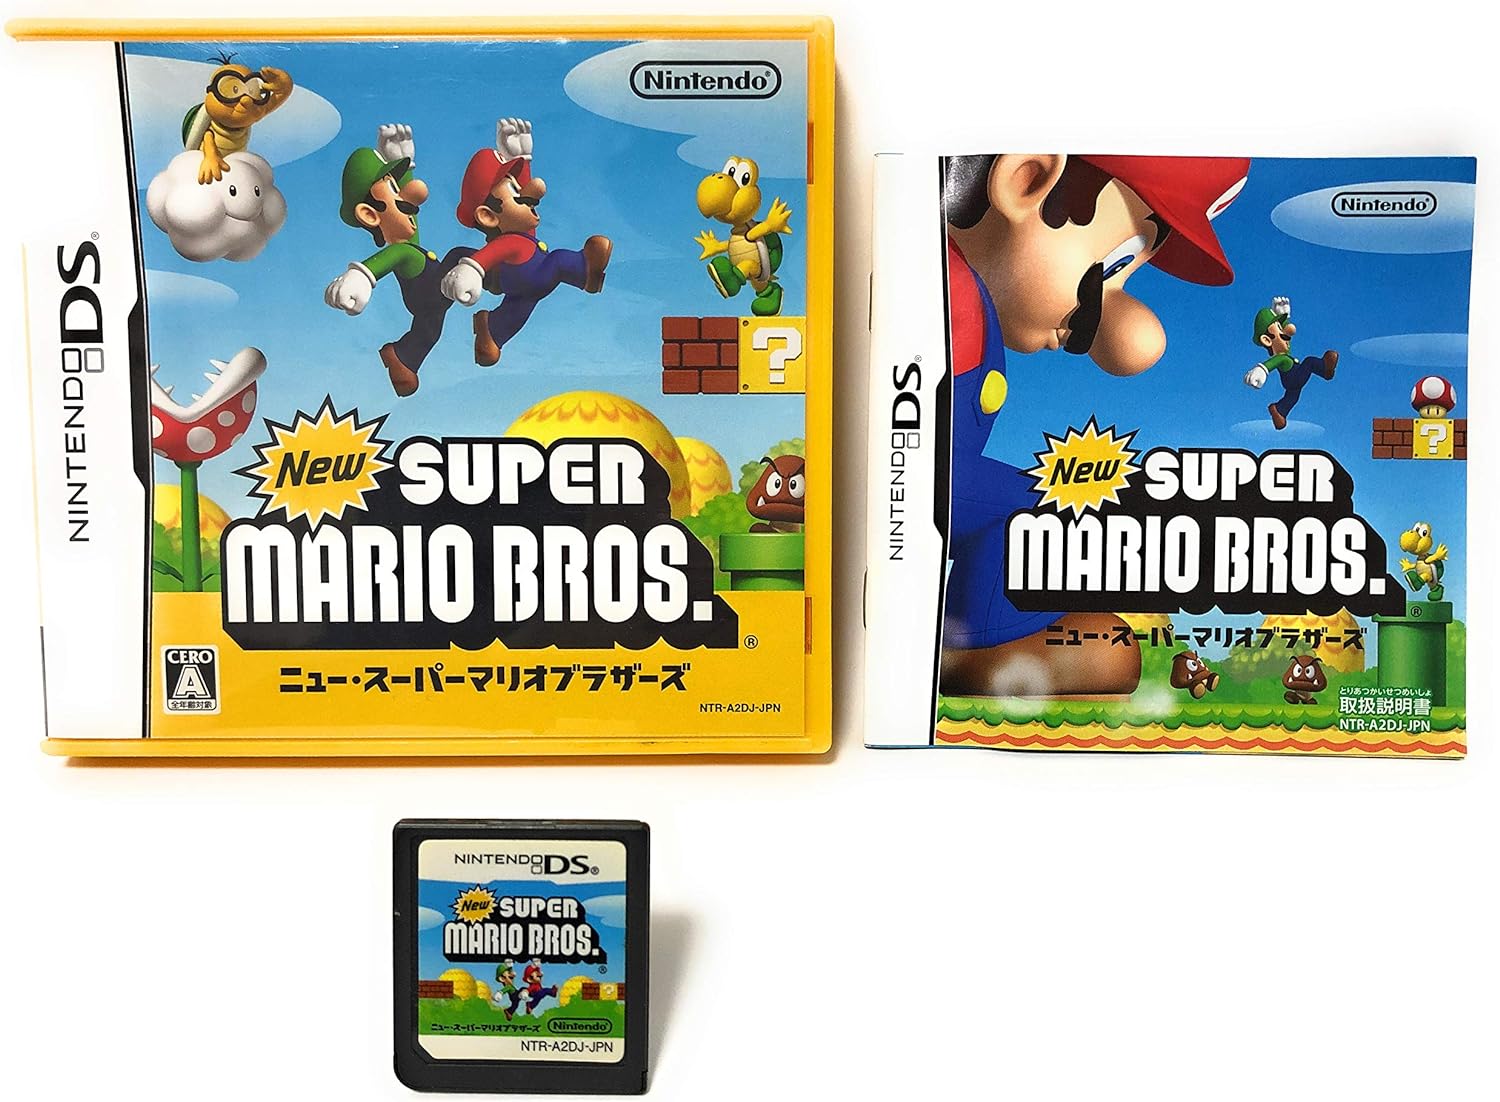 NINTENDO DS®
Nintendo®
?
New SUPER
MARIO BROS.®
ニュー・スーパーマリオブラザーズ
CERO
A
全年齢対象
NTR-A2DJ-JPN
NINTENDO DS®
Nintendo®
?
New SUPER
MARIO BROS.®
ニュー・スーパーマリオブラザーズ
とりあつかいせつめいしょ
取扱説明書
NTR-A2DJ-JPN
NINTENDO DS®
New SUPER
MARIO BROS.®
?
ニュー・スーパーマリオブラザーズ
Nintendo
NTR-A2DJ-JPN